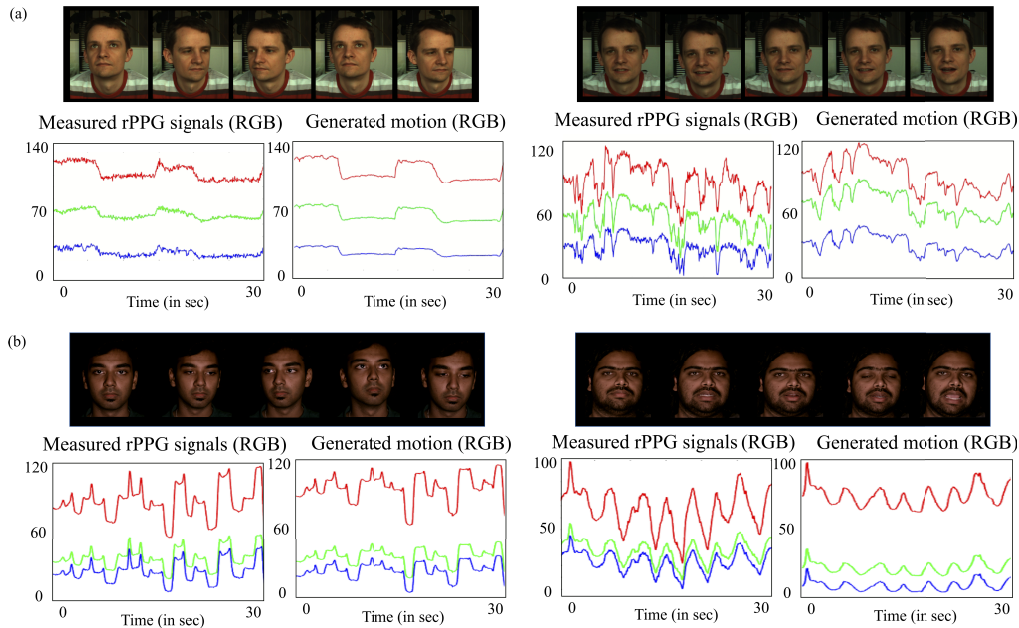 (a)
Measured rPPG signals (RGB)
Generated motion (RGB)
Measured rPPG signals (RGB)
Generated motion (RGB)
140
70
0
0
30
Time (in sec)
140
70
0
0
30
Time (in sec)
120
60
0
0
30
Time (in sec)
120
60
0
0
30
Time (in sec)
(b)
Measured rPPG signals (RGB)
Generated motion (RGB)
Measured rPPG signals (RGB)
Generated motion (RGB)
120
60
0
0
30
Time (in sec)
120
60
0
0
30
Time (in sec)
100
50
0
0
30
Time (in sec)
100
50
0
0
30
Time (in sec)